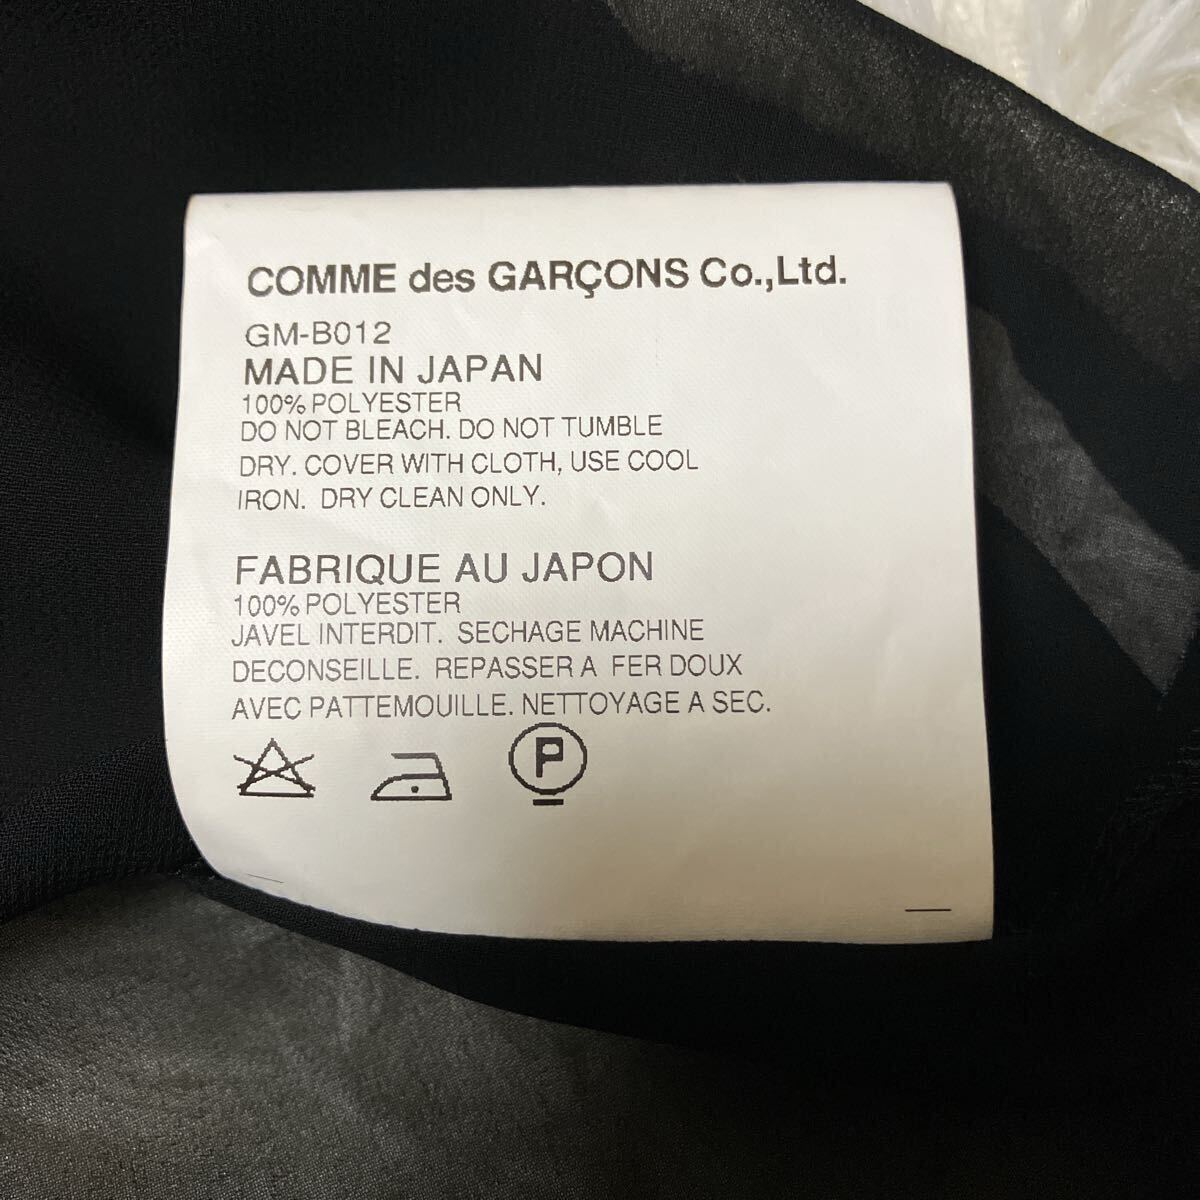 COMME des GARÇONS Co.,Ltd.
GM-B012
MADE IN JAPAN
100% POLYESTER
DO NOT BLEACH. DO NOT TUMBLE
DRY. COVER WITH CLOTH, USE COOL
IRON. DRY CLEAN ONLY.
FABRIQUE AU JAPON
100% POLYESTER
JAVEL INTERDIT. SECHAGE MACHINE
DECONSEILLE. REPASSER A FER DOUX
AVEC PATTEMOUILLE. NETTOYAGE A SEC.
P